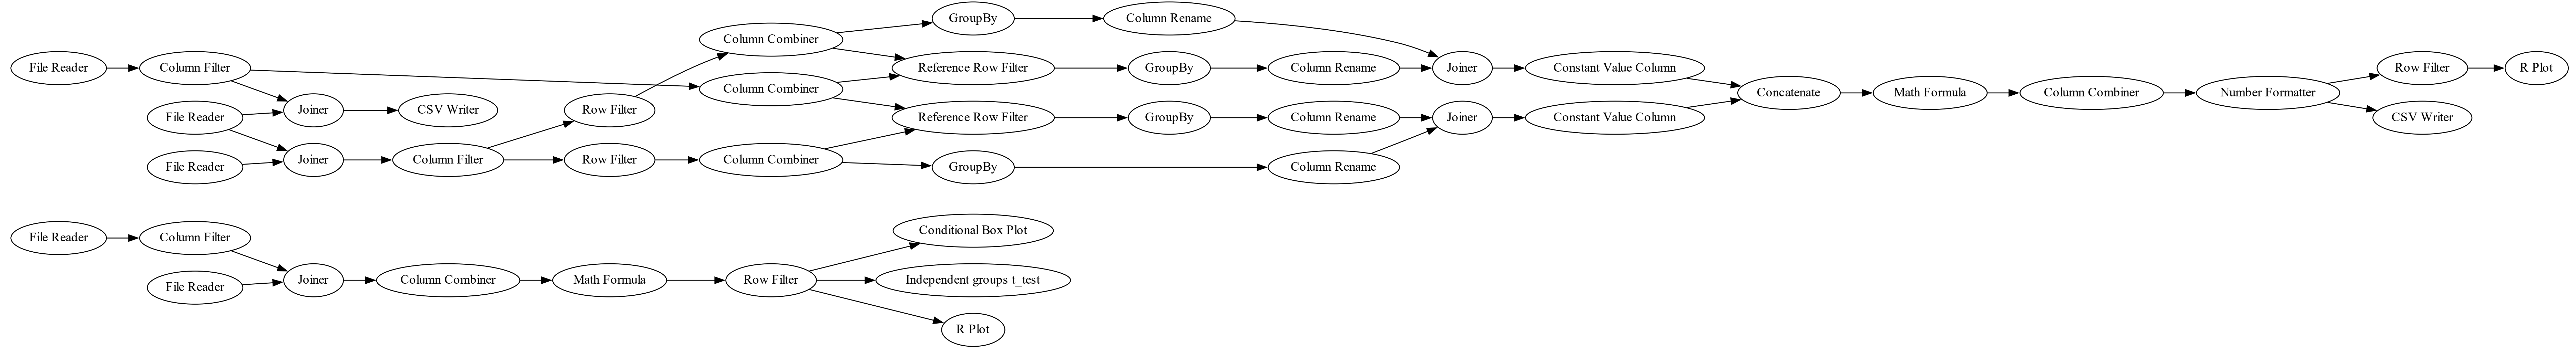 GroupBy
Column Rename
Column Combiner
File Reader
Column Filter
Reference Row Filter
GroupBy
Column Rename
Joiner
Constant Value Column
Row Filter
R Plot
Column Combiner
Concatenate
Math Formula
Column Combiner
Number Formatter
Joiner
CSV Writer
Row Filter
File Reader
Reference Row Filter
GroupBy
Column Rename
Joiner
Constant Value Column
CSV Writer
Joiner
Column Filter
Row Filter
Column Combiner
File Reader
GroupBy
Column Rename
File Reader
Column Filter
Conditional Box Plot
File Reader
Joiner
Column Combiner
Math Formula
Row Filter
Independent groups t_test
R Plot